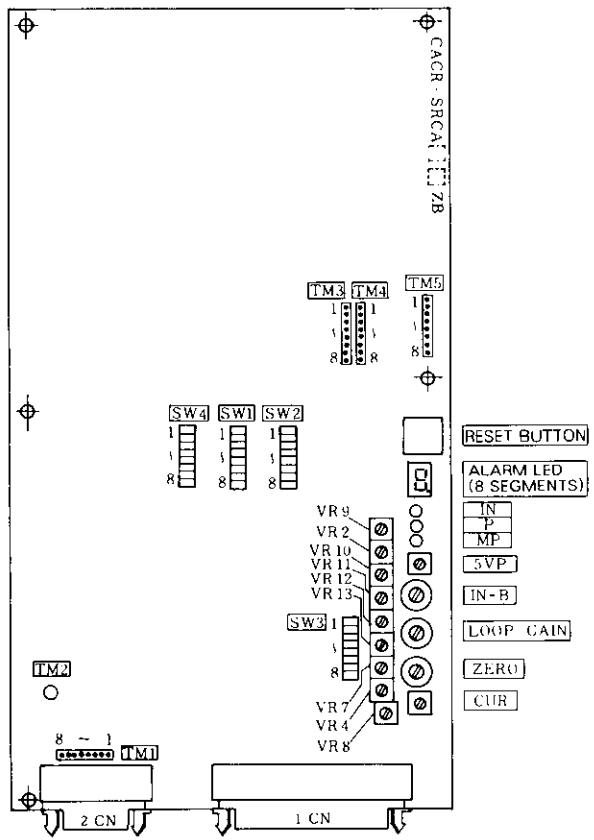 CACR-SRCA ZB
TM3 TM4 TM5
1 1 1
8 8 8
SW4 SW1 SW2
1 1 1
8 8 8
RESET BUTTON
ALARM LED
(8 SEGMENTS)
IN
P
MP
5VP
IN-B
LOOP GAIN
ZERO
CUR
VR 9
VR 2
VR 10
VR 11
VR 12
VR 13
SW3 1
8
VR 7
VR 4
VR 8
TM2
8 ~ 1 TM1
2 CN 1 CN